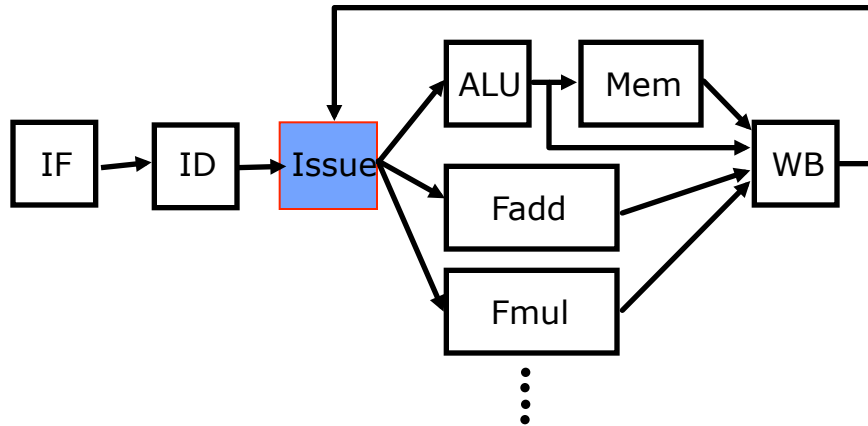 IF
ID
Issue
ALU
Mem
Fadd
Fmul
WB